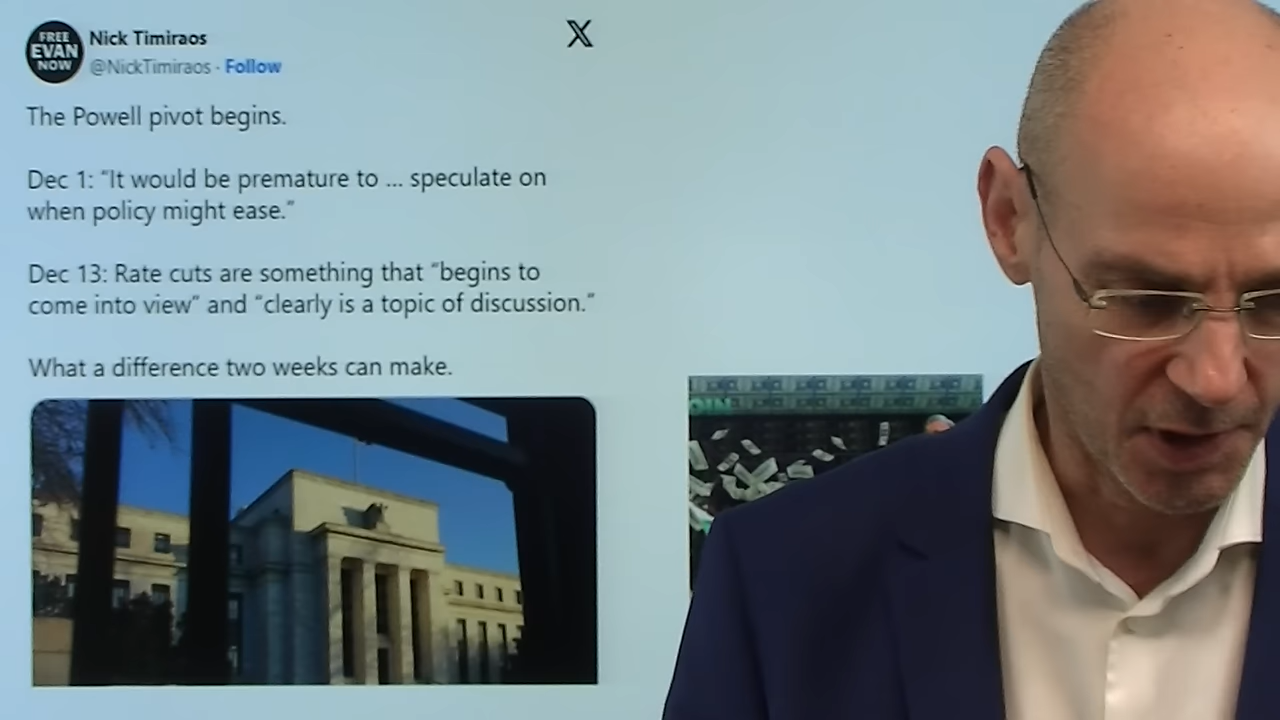 FREE
EVAN
NOW
Nick Timiraos
X
@NickTimiraos · Follow
The Powell pivot begins.
Dec 1: “It would be premature to ... speculate on
when policy might ease.”
Dec 13: Rate cuts are something that “begins to
come into view” and “clearly is a topic of discussion.”
What a difference two weeks can make.